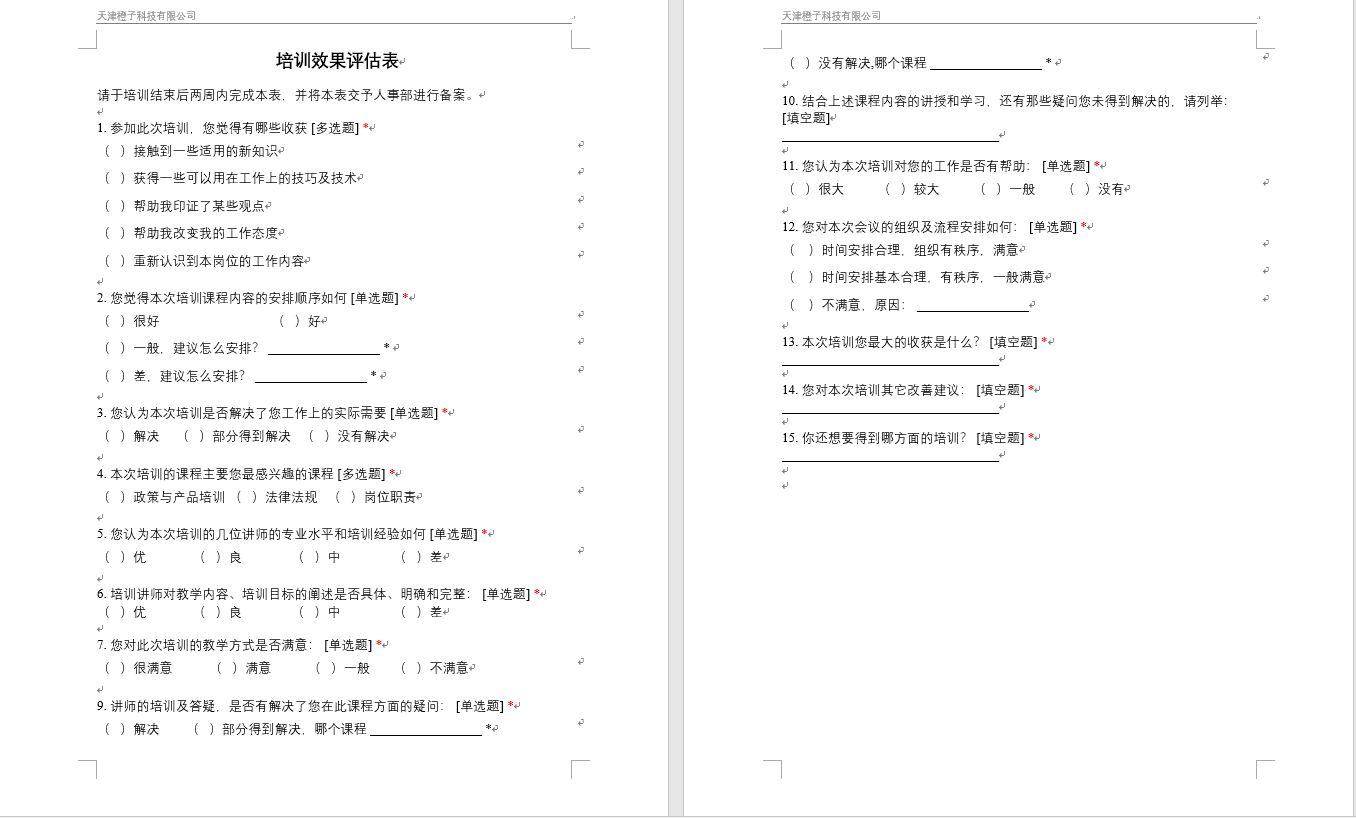 天津橙子科技有限公司
培训效果评估表
请于培训结束后两周内完成本表，并将本表交予人事部进行备案。
1. 参加此次培训，您觉得有哪些收获 [多选题] *
（ ）接触到一些适用的新知识
（ ）获得一些可以用在工作上的技巧及技术
（ ）帮助我印证了某些观点
（ ）帮助我改变我的工作态度
（ ）重新认识到本岗位的工作内容
2. 您觉得本次培训课程内容的安排顺序如何 [单选题] *
（ ）很好 （ ）好
（ ）一般，建议怎么安排？ _________________ *
（ ）差，建议怎么安排？ _________________ *
3. 您认为本次培训是否解决了您工作上的实际需要 [单选题] *
（ ）解决 （ ）部分得到解决 （ ）没有解决
4. 本次培训的课程主要您最感兴趣的课程 [多选题] *
（ ）政策与产品培训 （ ）法律法规 （ ）岗位职责
5. 您认为本次培训的几位讲师的专业水平和培训经验如何 [单选题] *
（ ）优 （ ）良 （ ）中 （ ）差
6. 培训讲师对教学内容、培训目标的阐述是否具体、明确和完整： [单选题] *
（ ）优 （ ）良 （ ）中 （ ）差
7. 您对此次培训的教学方式是否满意： [单选题] *
（ ）很满意 （ ）满意 （ ）一般 （ ）不满意
9. 讲师的培训及答疑，是否有解决了您在此课程方面的疑问： [单选题] *
（ ）解决 （ ）部分得到解决，哪个课程 _________________ *
天津橙子科技有限公司
（ ）没有解决,哪个课程 _________________ *
10. 结合上述课程内容的讲授和学习，还有那些疑问您未得到解决的，请列举：
[填空题]
_________________________________
11. 您认为本次培训对您的工作是否有帮助： [单选题] *
（ ）很大 （ ）较大 （ ）一般 （ ）没有
12. 您对本次会议的组织及流程安排如何： [单选题] *
（ ）时间安排合理，组织有秩序，满意
（ ）时间安排基本合理，有秩序，一般满意
（ ）不满意，原因： _________________
13. 本次培训您最大的收获是什么？ [填空题] *
_________________________________
14. 您对本次培训其它改善建议： [填空题] *
_________________________________
15. 你还想要得到哪方面的培训？ [填空题] *
_________________________________